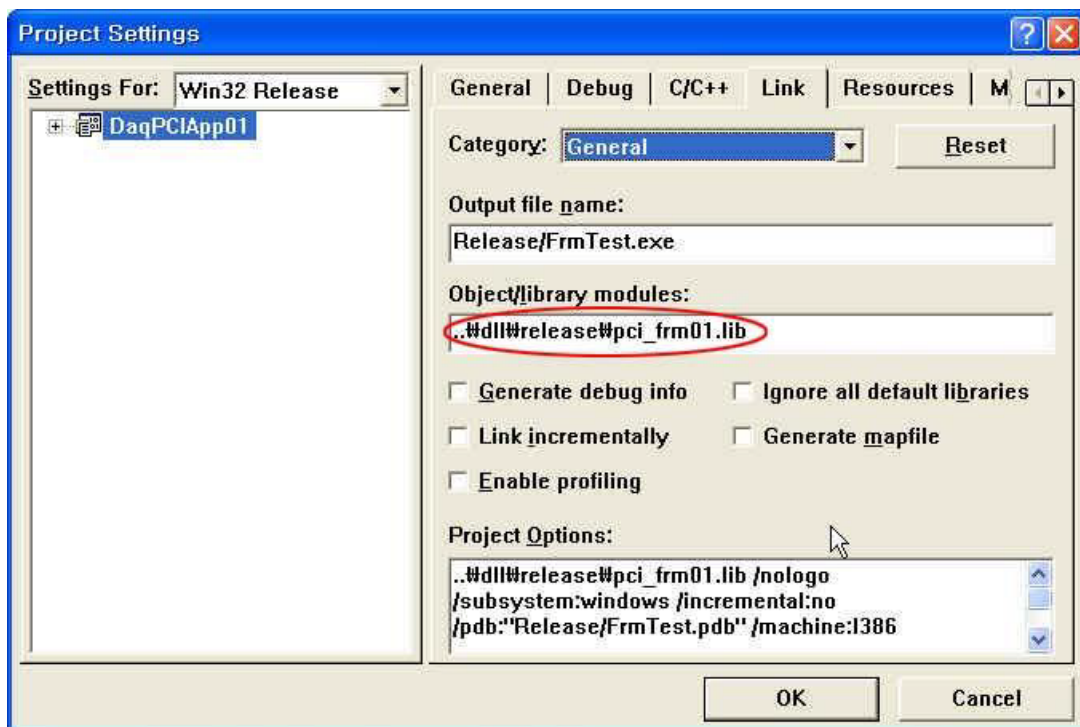 Project Settings
Settings For: Win32 Release
DaqPCIApp01
General Debug C/C++ Link Resources M
Category: General Reset
Output file name:
Release/FrmTest.exe
Object/library modules:
..₩dll₩release₩pci_frm01.lib
Generate debug info Ignore all default libraries
Link incrementally Generate mapfile
Enable profiling
Project Options:
..₩dll₩release₩pci_frm01.lib /nologo
/subsystem:windows /incremental:no
/pdb:"Release/FrmTest.pdb" /machine:I386
OK Cancel